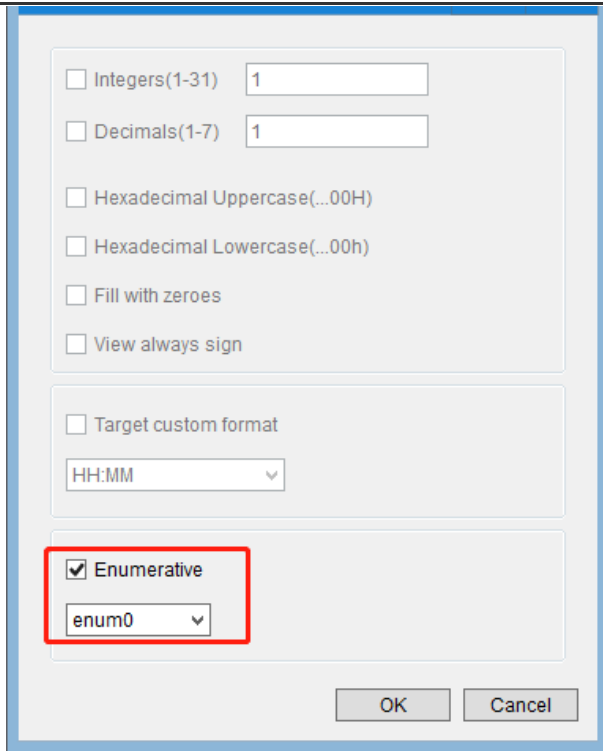 Integers(1-31) 1
Decimals(1-7) 1
Hexadecimal Uppercase(...00H)
Hexadecimal Lowercase(...00h)
Fill with zeroes
View always sign
Target custom format
HH:MM
Enumerative
enum0
OK Cancel